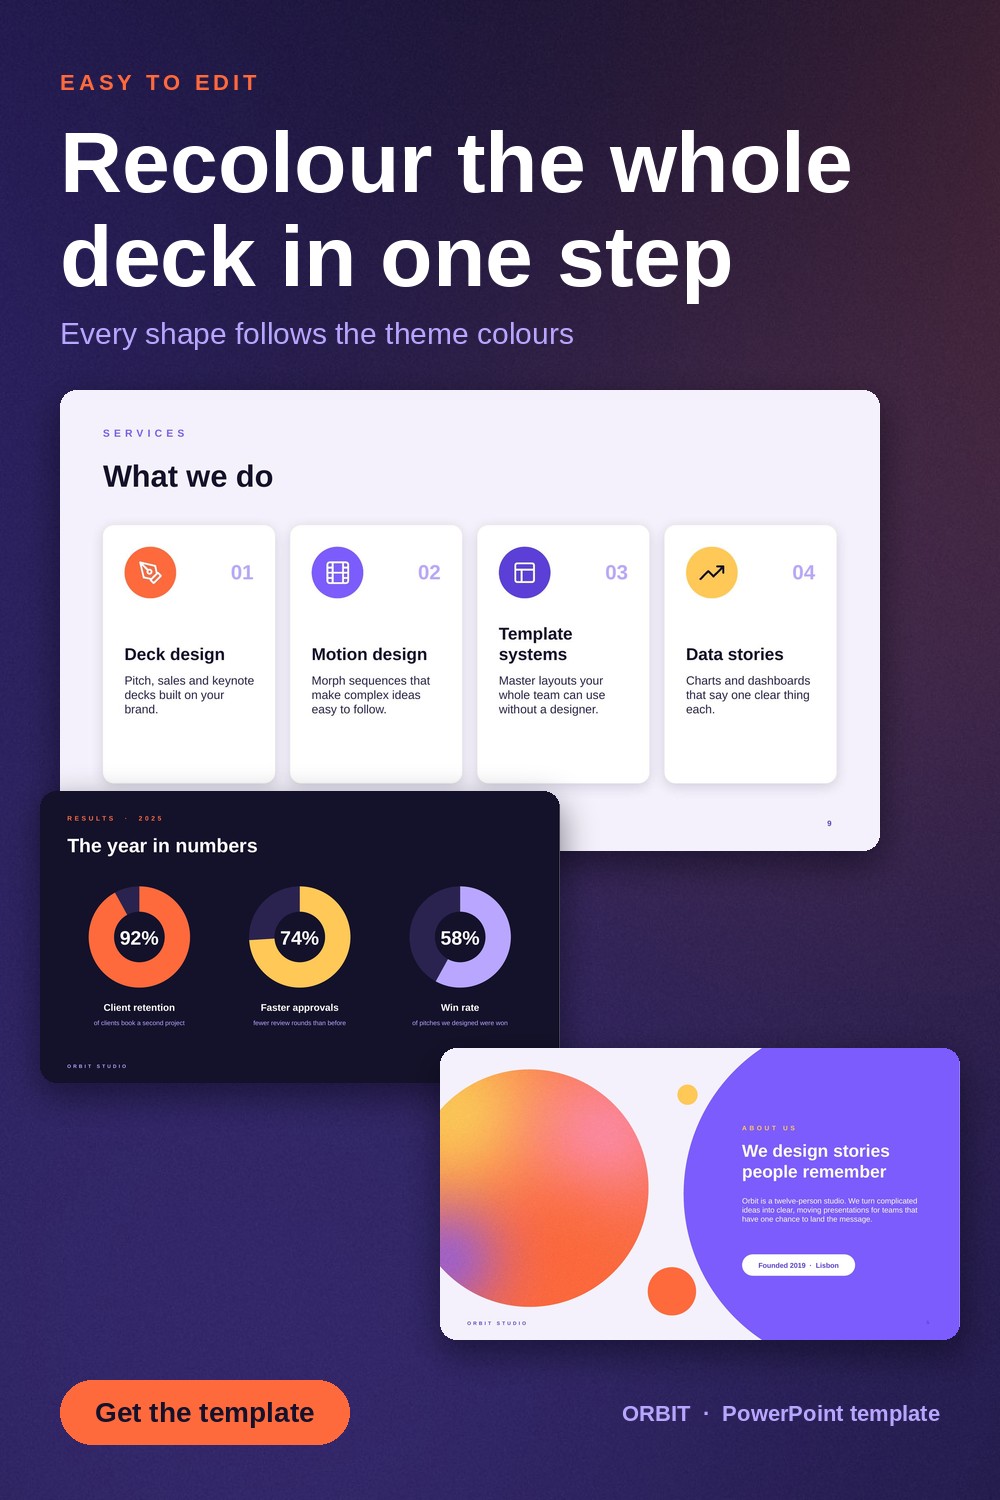 EASY TO EDIT
Recolour the whole
deck in one step
Every shape follows the theme colours
SERVICES
What we do
01
Deck design
Pitch, sales and keynote
decks built on your
brand.
02
Motion design
Morph sequences that
make complex ideas
easy to follow.
03
Template
systems
Master layouts your
whole team can use
without a designer.
04
Data stories
Charts and dashboards
that say one clear thing
each.
9
RESULTS · 2025
The year in numbers
92%
Client retention
of clients book a second project
74%
Faster approvals
fewer review rounds than before
58%
Win rate
of pitches we designed were won
ORBIT STUDIO
ABOUT US
We design stories
people remember
Orbit is a twelve-person studio. We turn complicated
ideas into clear, moving presentations for teams that
have one chance to land the message.
Founded 2019 · Lisbon
ORBIT STUDIO
Get the template
ORBIT · PowerPoint template